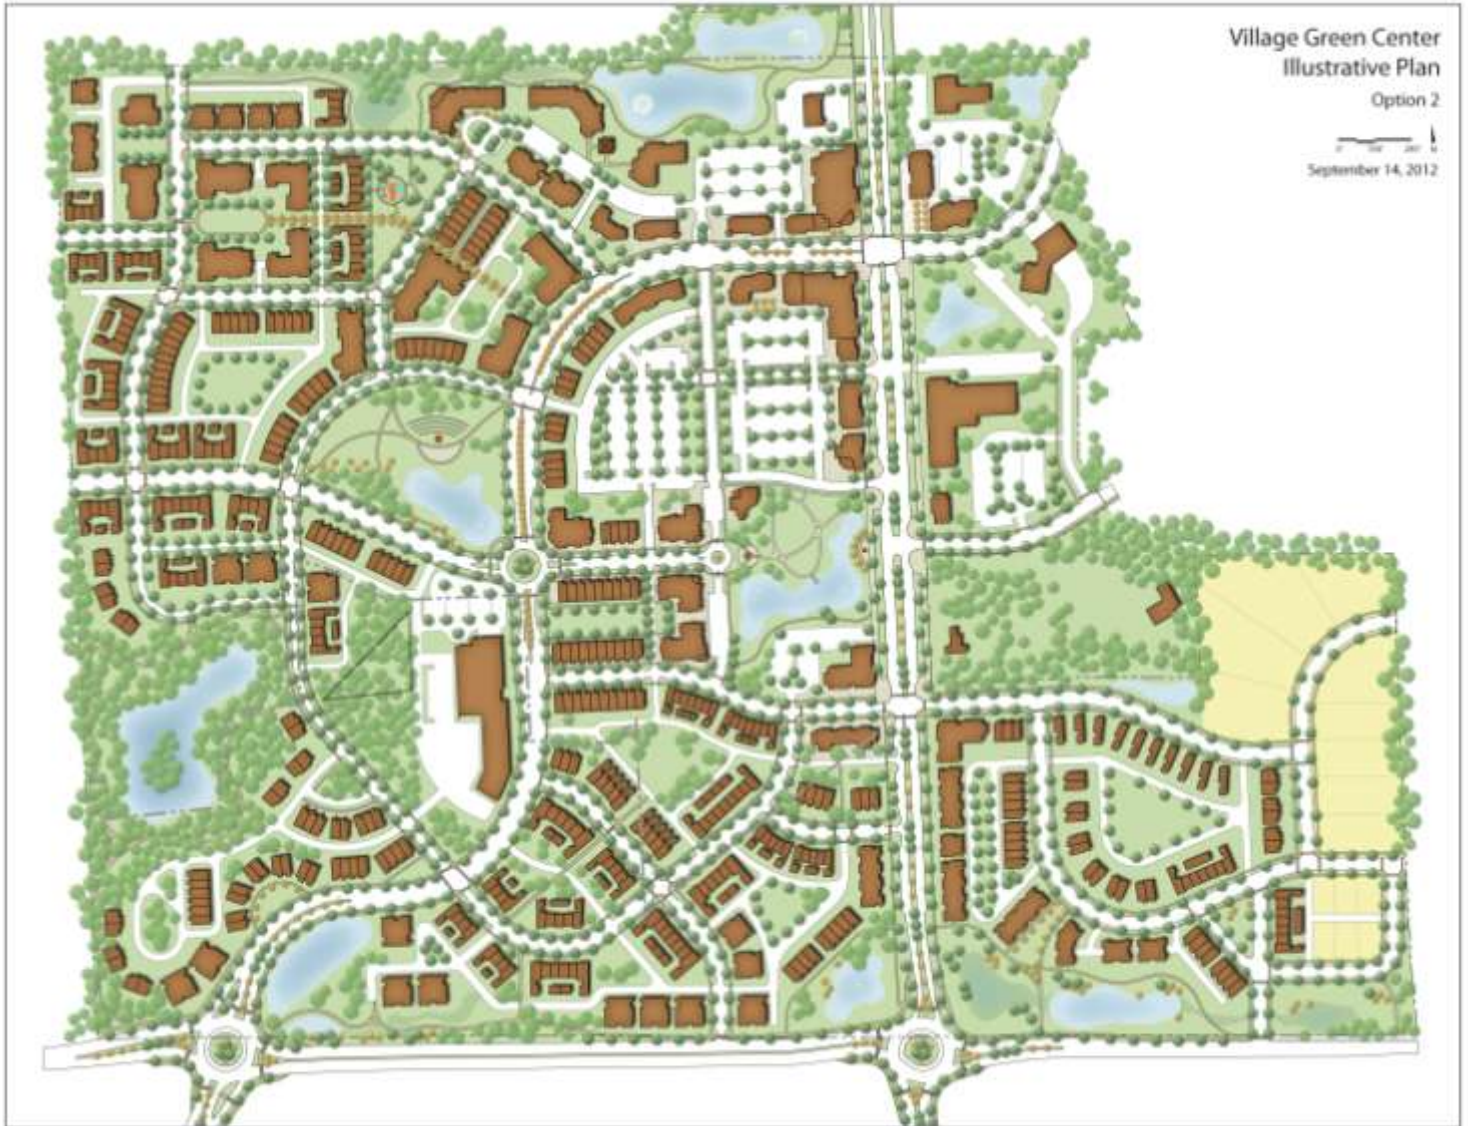 Village Green Center
Illustrative Plan
Option 2
N
September 14, 2012